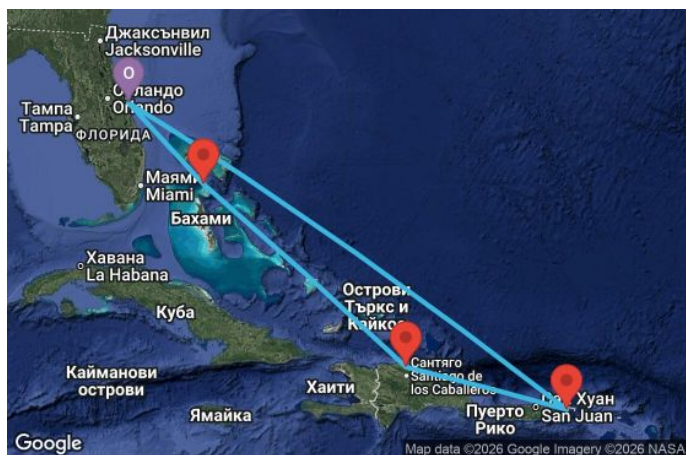 Джаксънвил
Jacksonville
O
Орландо
Orlando
Тампа
Tampa
ФЛОРИДА
Маями
Miami
Бахами
Хавана
La Habana
Куба
Острови
Търкс и
Кайкос
Кайманови
острови
Сантяго
Santiago de
los Caballeros
Хаити
Ямайка
Пуерто
Рико
Сан Хуан
San Juan
Google
Map data ©2026 Google Imagery ©2026 NASA